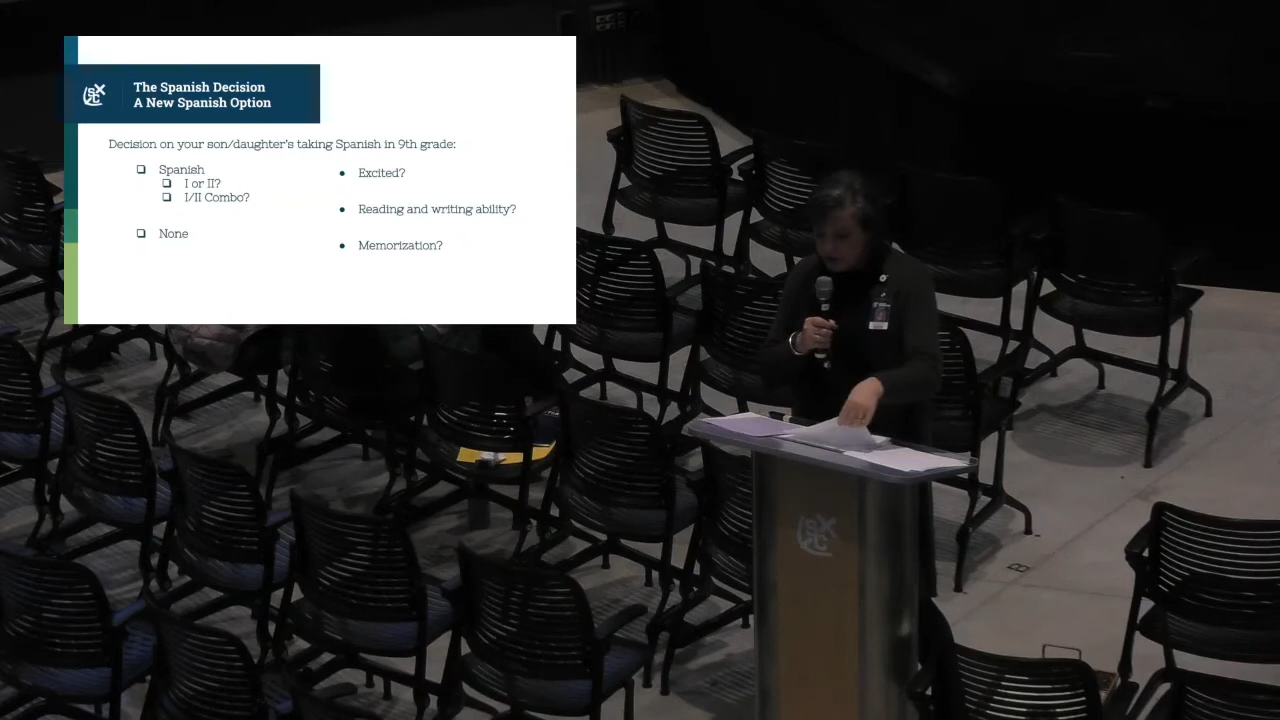 The Spanish Decision
A New Spanish Option
Decision on your son/daughter's taking Spanish in 9th grade:
❑ Spanish
❑ I or II?
❑ I/II Combo?
❑ None
• Excited?
• Reading and writing ability?
• Memorization?